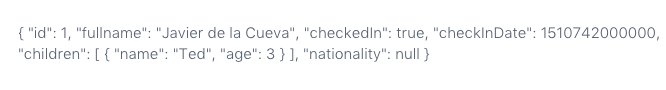 { "id": 1, "fullname": "Javier de la Cueva", "checkedIn": true, "checkInDate": 1510742000000,
"children": [ { "name": "Ted", "age": 3 } ], "nationality": null }